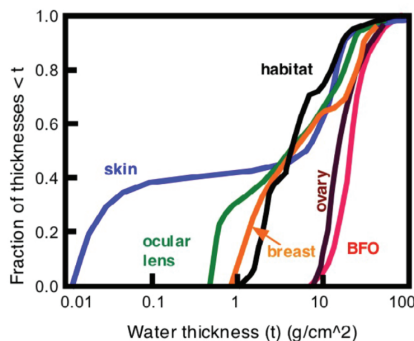 1.0
0.8
0.6
0.4
0.2
0.0
Fraction of thicknesses < t
habitat
skin
ocular
lens
breast
ovary
BFO
0.01
0.1
1
10
100
Water thickness (t) (g/cm^2)